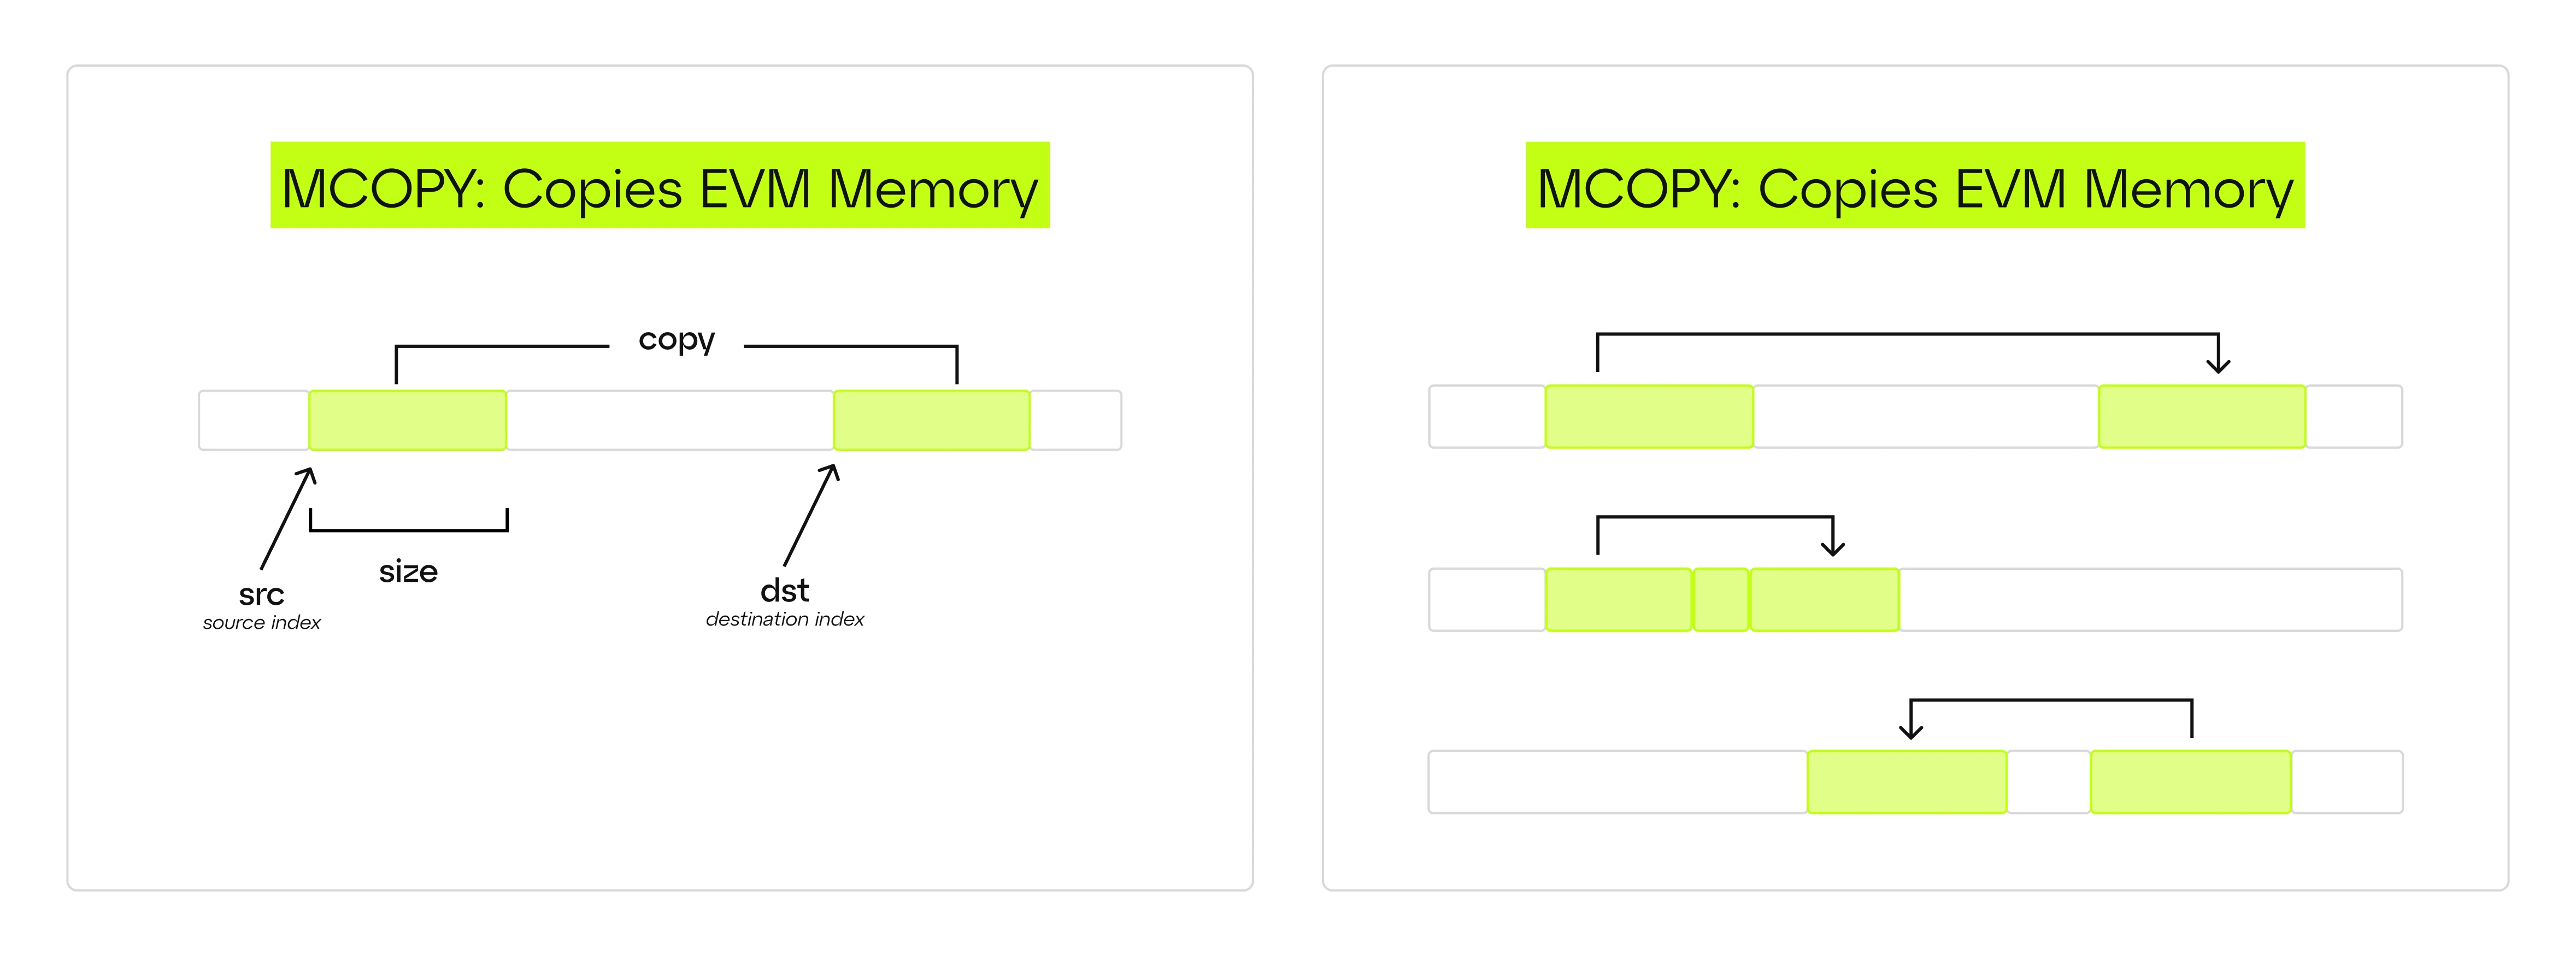 MCOPY: Copies EVM Memory
copy
size
src
source index
dst
destination index
MCOPY: Copies EVM Memory